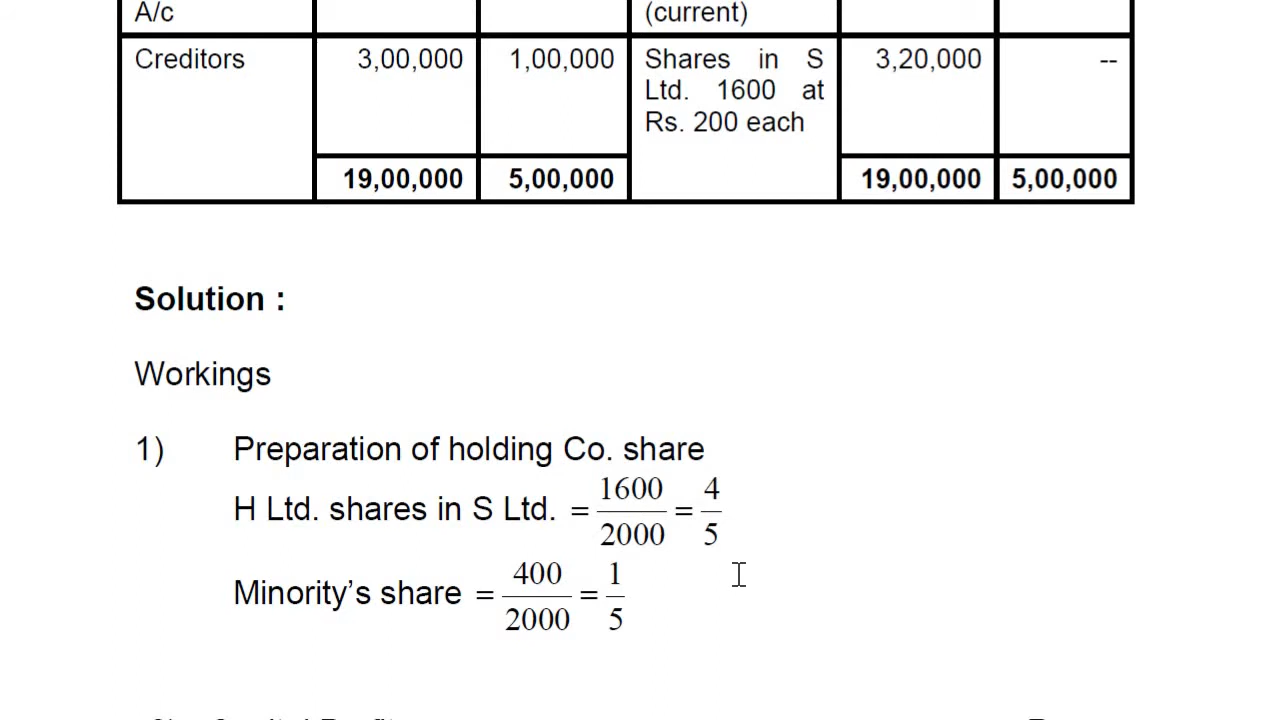 A/c (current)
Creditors 3,00,000 1,00,000 Shares in S 3,20,000 --
Ltd. 1600 at
Rs. 200 each
19,00,000 5,00,000 19,00,000 5,00,000
Solution :
Workings
1) Preparation of holding Co. share
H Ltd. shares in S Ltd. = 1600/2000 = 4/5
Minority’s share = 400/2000 = 1/5